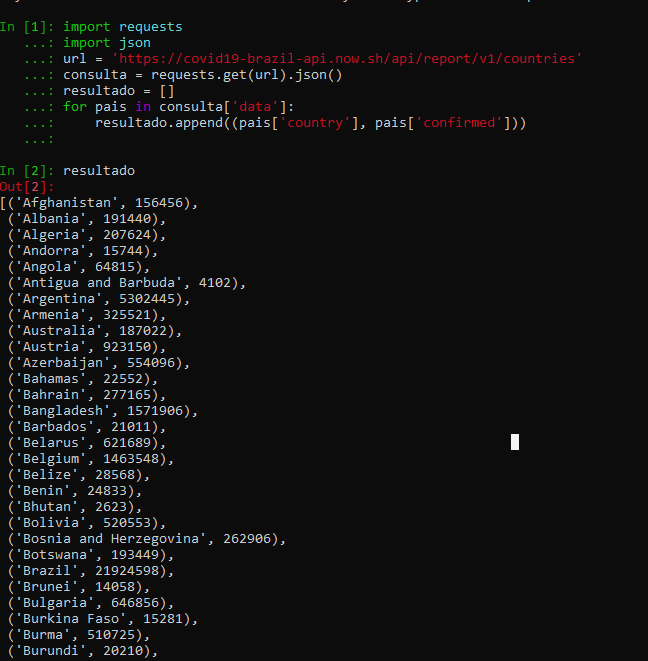 In [1]: import requests
   ...: import json
   ...: url = 'https://covid19-brazil-api.now.sh/api/report/v1/countries'
   ...: consulta = requests.get(url).json()
   ...: resultado = []
   ...: for pais in consulta['data']:
   ...:     resultado.append((pais['country'], pais['confirmed']))
   ...:
In [2]: resultado
Out[2]:
[('Afghanistan', 156456),
 ('Albania', 191440),
 ('Algeria', 207624),
 ('Andorra', 15744),
 ('Angola', 64815),
 ('Antigua and Barbuda', 4102),
 ('Argentina', 5302445),
 ('Armenia', 325521),
 ('Australia', 187022),
 ('Austria', 923150),
 ('Azerbaijan', 554096),
 ('Bahamas', 22552),
 ('Bahrain', 277165),
 ('Bangladesh', 1571906),
 ('Barbados', 21011),
 ('Belarus', 621689),
 ('Belgium', 1463548),
 ('Belize', 28568),
 ('Benin', 24833),
 ('Bhutan', 2623),
 ('Bolivia', 520553),
 ('Bosnia and Herzegovina', 262906),
 ('Botswana', 193449),
 ('Brazil', 21924598),
 ('Brunei', 14058),
 ('Bulgaria', 646856),
 ('Burkina Faso', 15281),
 ('Burma', 510725),
 ('Burundi', 20210),